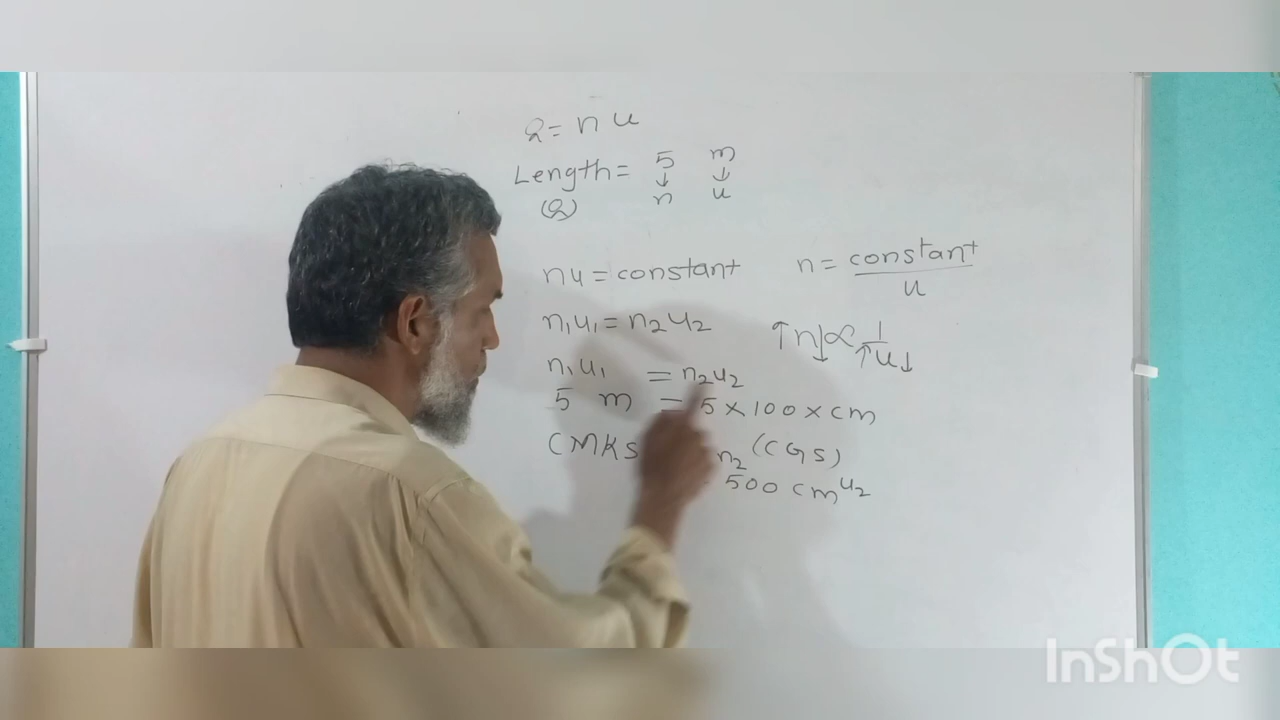 Q = n u
Length = 5 m
↓ ↓
(Q) n u
nu = constant
n = constant / u
n₁u₁ = n₂u₂
↑n↓ ∝ 1 / ↑u↓
n₁u₁ = n₂u₂
5 m = 5 × 100 × cm
(MKS n₂ (CGS)
500 cm u₂
InShOt